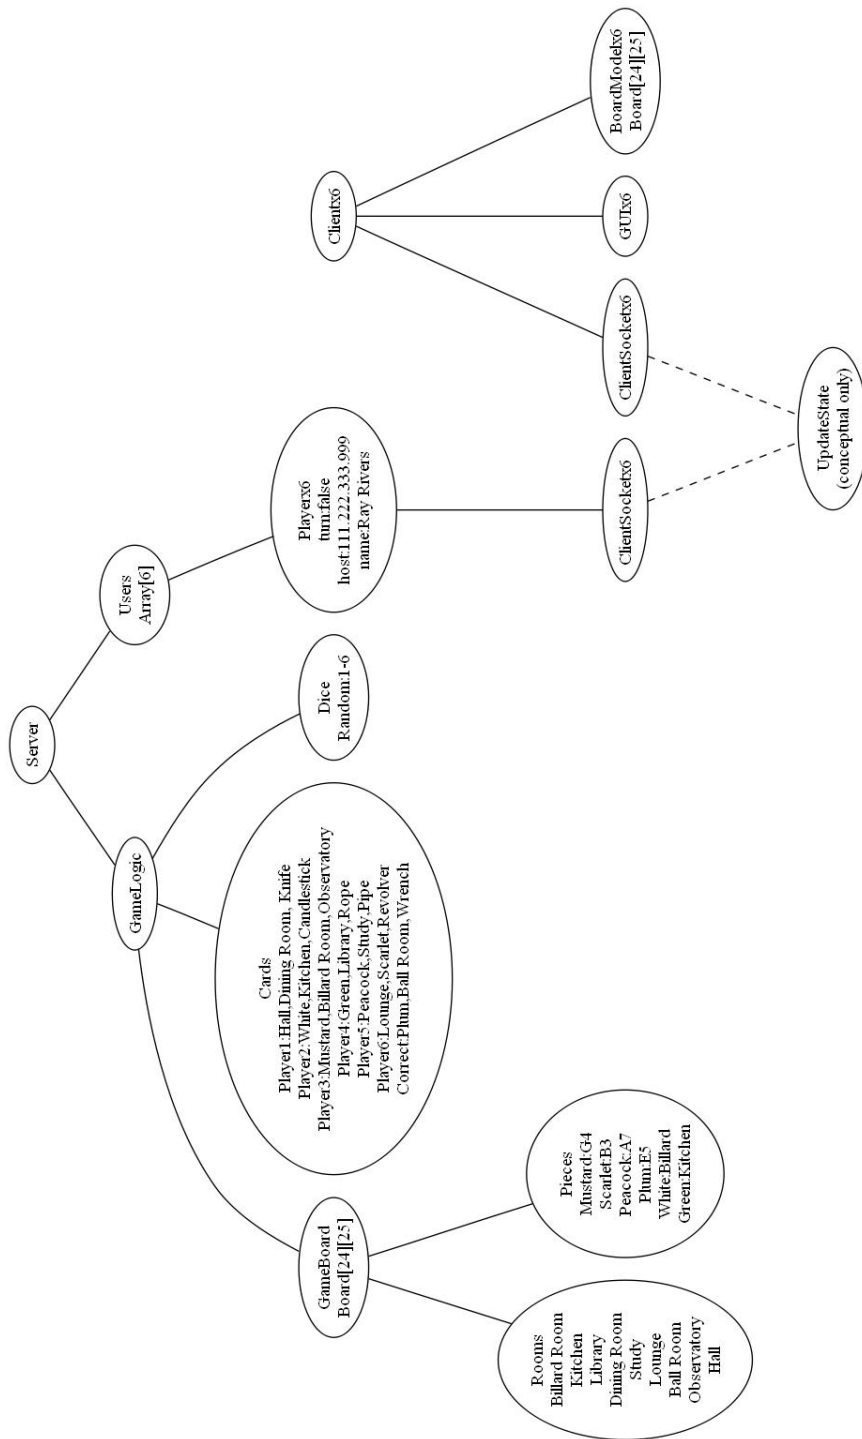 Server
GameLogic
Users
Array[6]
GameBoard
Board[24][25]
Cards
Player1:Hall,Dining Room, Knife
Player2:White,Kitchen,Candlestick
Player3:Mustard,Billard Room,Observatory
Player4:Green,Library,Rope
Player5:Peacock,Study,Pipe
Player6:Lounge,Scarlet,Revolver
Correct:Plum,Ball Room, Wrench
Dice
Random:1-6
Playerx6
turn:false
host:111.222.333.999
name:Ray Rivers
Clientx6
Rooms
Billard Room
Kitchen
Library
Dining Room
Study
Lounge
Ball Room
Observatory
Hall
Pieces
Mustard:G4
Scarlet:B3
Peacock:A7
Plum:E5
White:Billard
Green:Kitchen
ClientSocketx6
ClientSocketx6
GUIx6
BoardModelx6
Board[24][25]
UpdateState
(conceptual only)